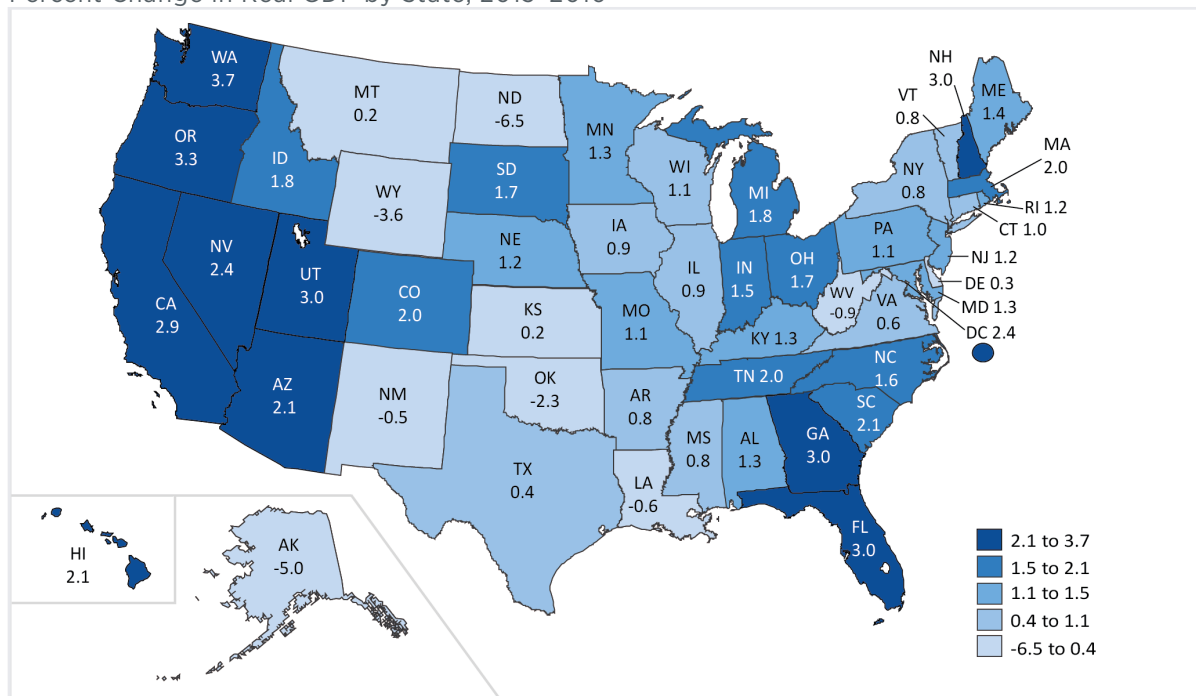 Percent Change in Real GDP by State, 2015–2016
WA
3.7
MT
0.2
ND
-6.5
NH
3.0
VT
0.8
ME
1.4
OR
3.3
ID
1.8
MN
1.3
MA
2.0
WI
1.1
NY
0.8
SD
1.7
WY
-3.6
MI
1.8
RI 1.2
CT 1.0
PA
1.1
IA
0.9
NE
1.2
NV
2.4
NJ 1.2
UT
3.0
IL
0.9
IN
1.5
OH
1.7
DE 0.3
CO
2.0
WV
-0.9
VA
0.6
MD 1.3
CA
2.9
KS
0.2
MO
1.1
DC 2.4
KY 1.3
NC
1.6
TN 2.0
AZ
2.1
NM
-0.5
OK
-2.3
AR
0.8
SC
2.1
MS
0.8
AL
1.3
GA
3.0
TX
0.4
LA
-0.6
FL
3.0
HI
2.1
AK
-5.0
2.1 to 3.7
1.5 to 2.1
1.1 to 1.5
0.4 to 1.1
-6.5 to 0.4